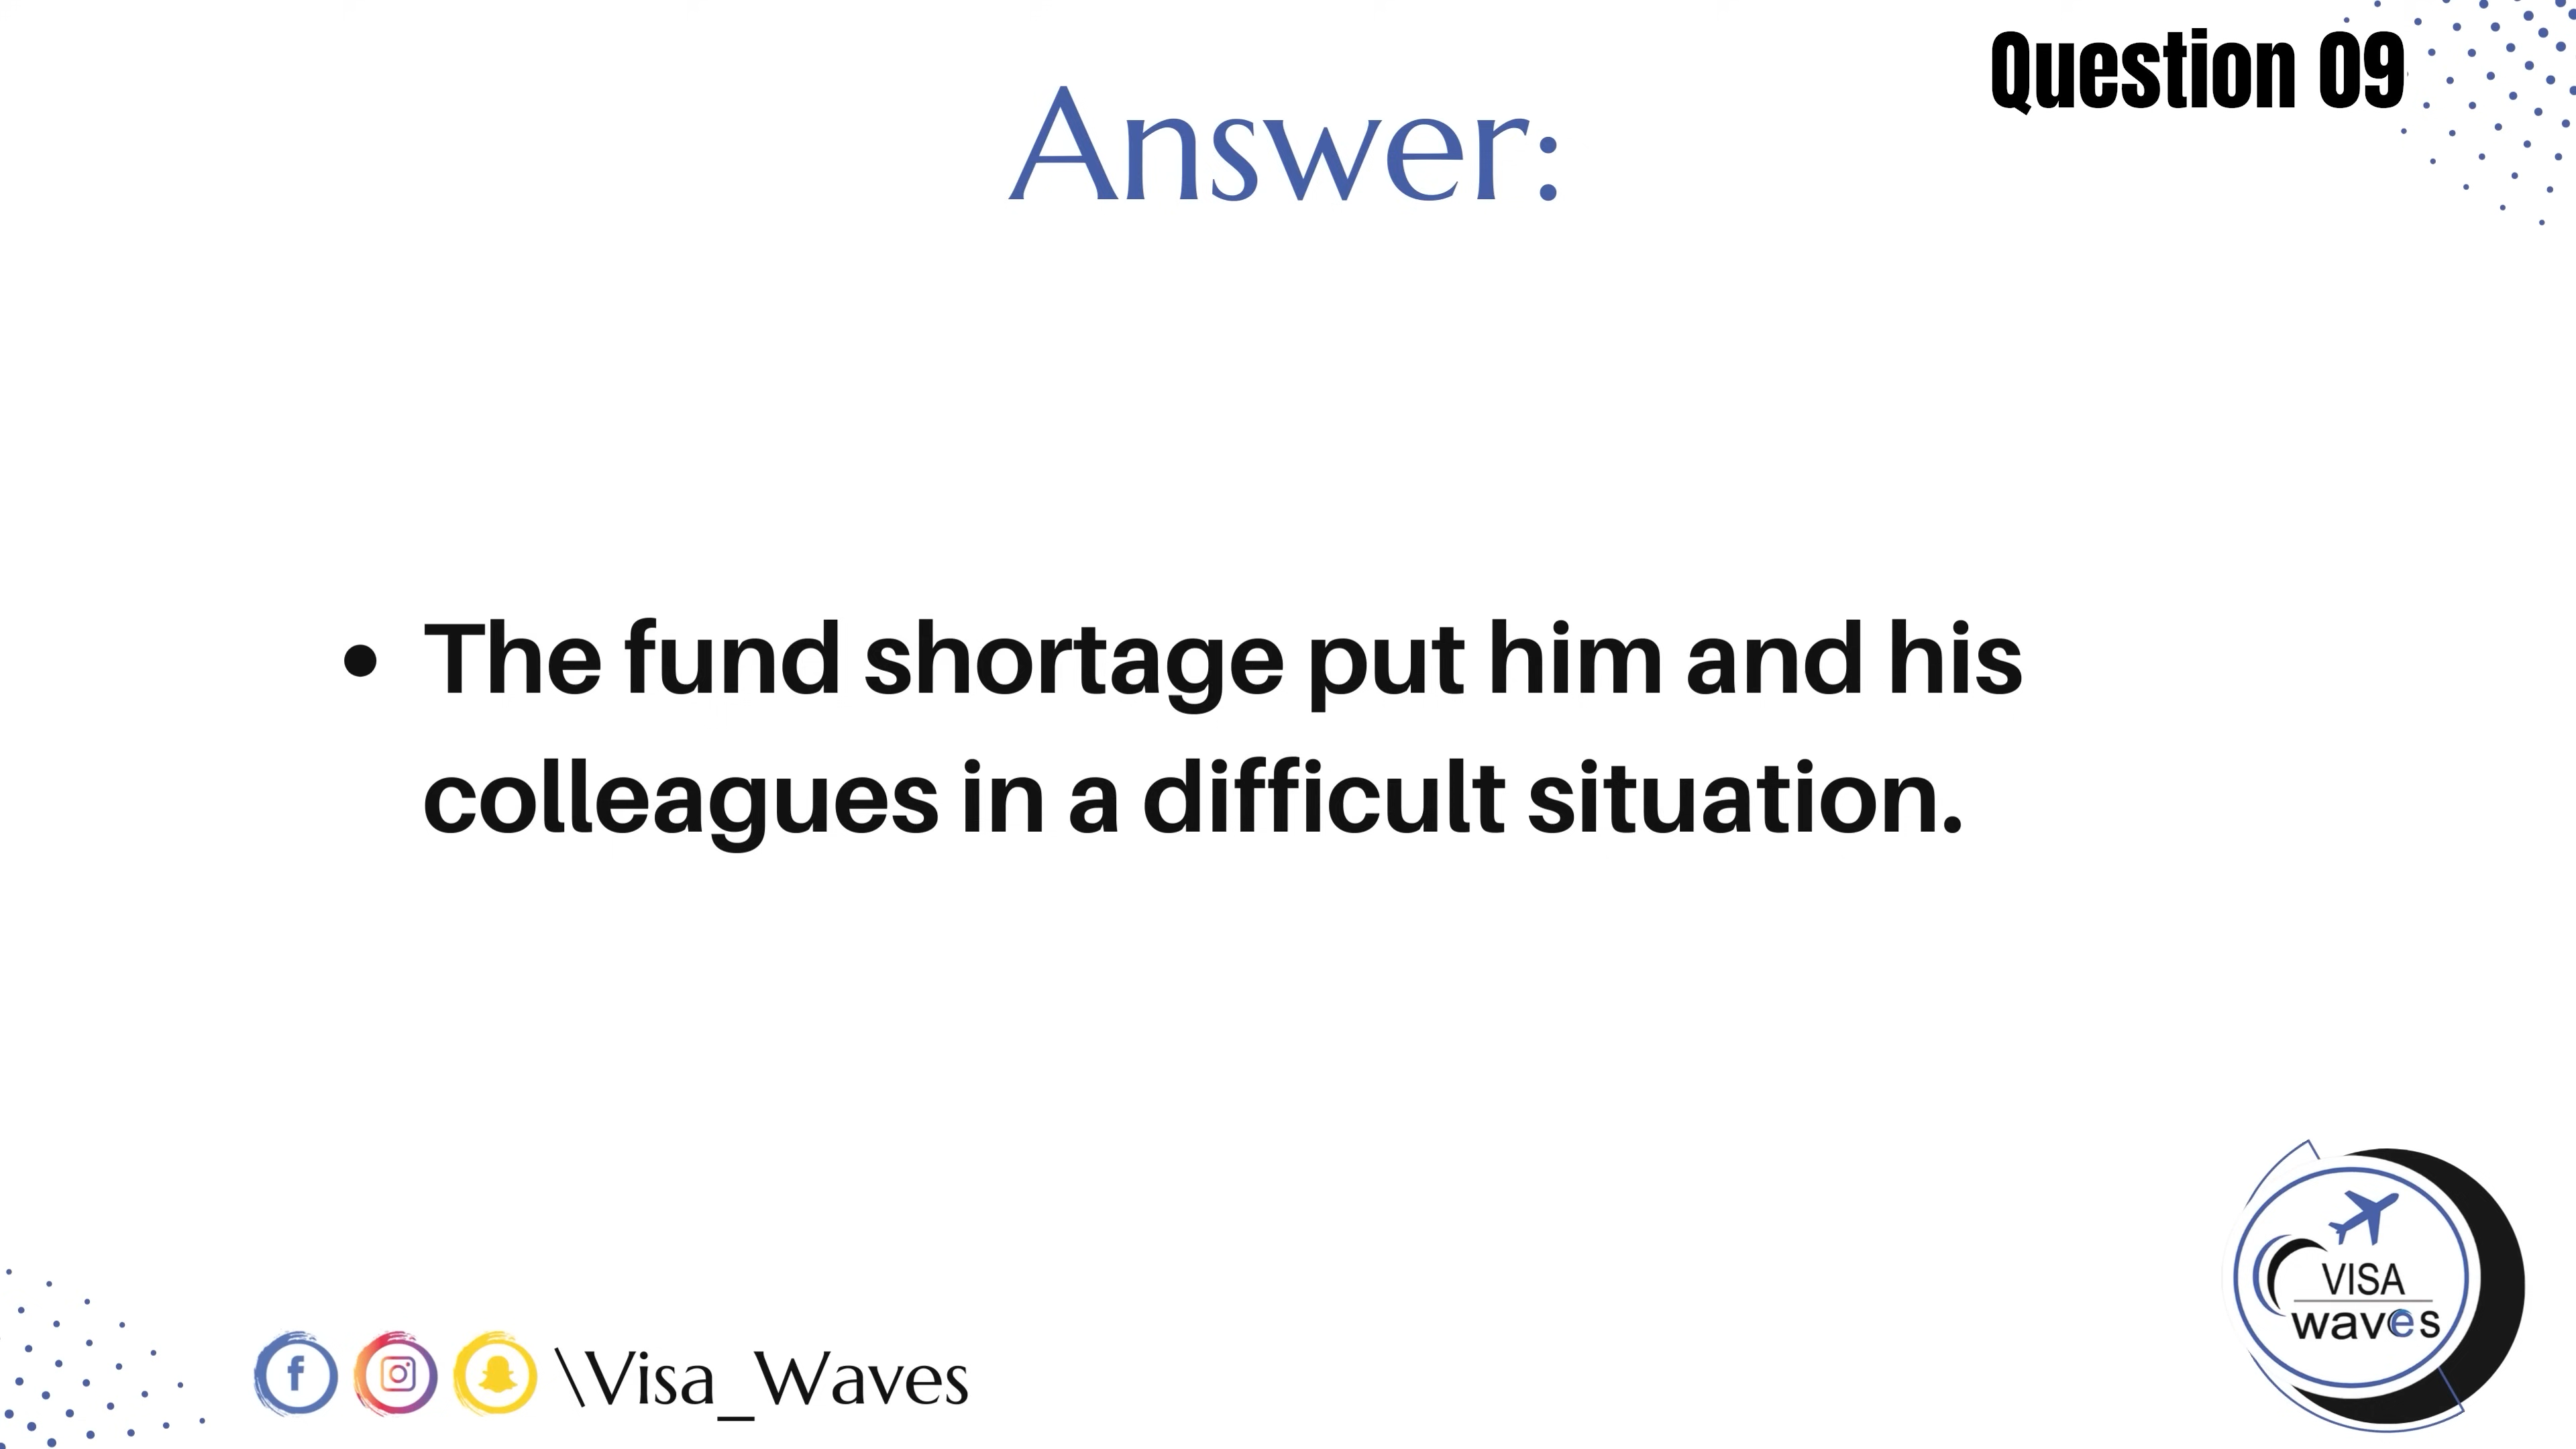 Question 09
Answer:
• The fund shortage put him and his
colleagues in a difficult situation.
VISA
waves
\Visa_Waves